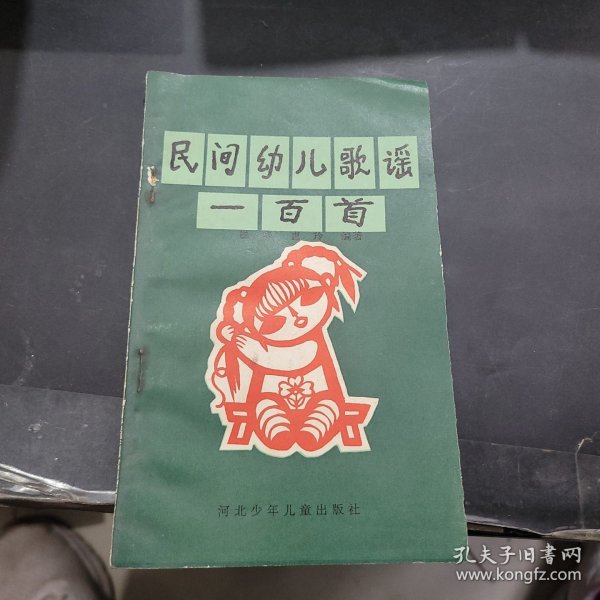 民间幼儿歌谣
一百首
编著
河北少年儿童出版社
孔夫子旧书网
www.kongfz.com